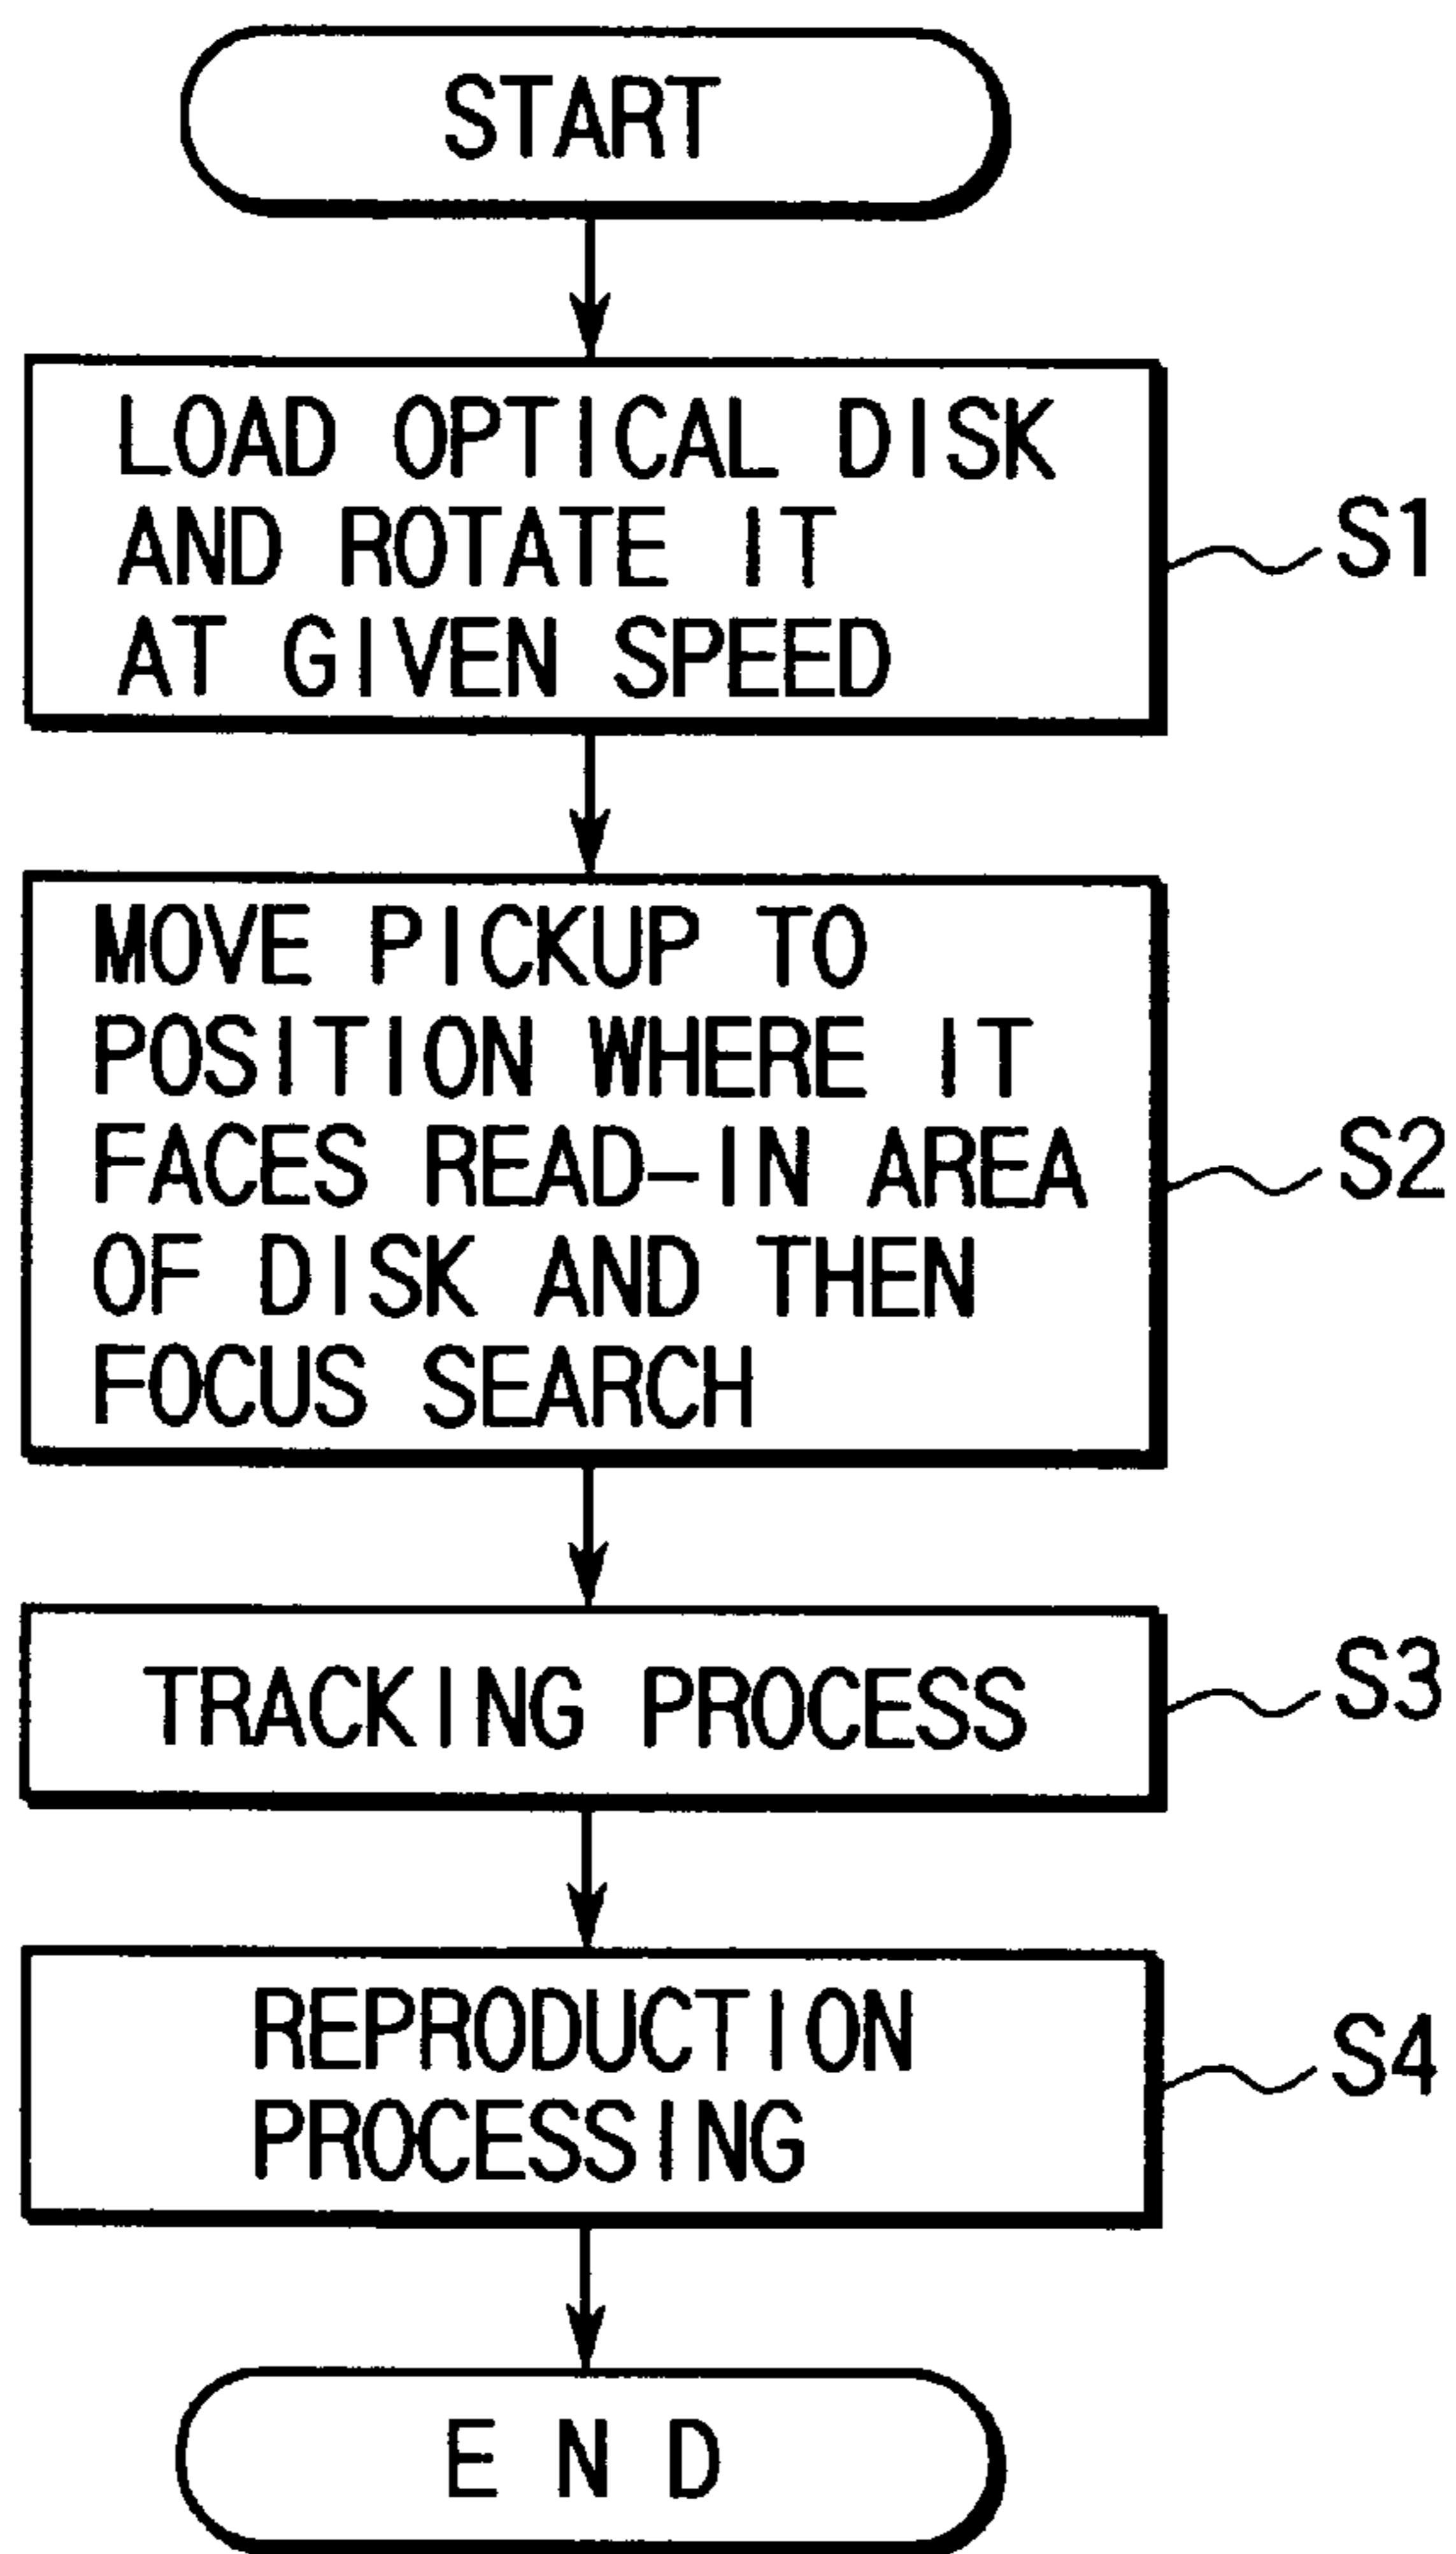 START
LOAD OPTICAL DISK
AND ROTATE IT
AT GIVEN SPEED
S1
MOVE PICKUP TO
POSITION WHERE IT
FACES READ-IN AREA
OF DISK AND THEN
FOCUS SEARCH
S2
TRACKING PROCESS
S3
REPRODUCTION
PROCESSING
S4
END